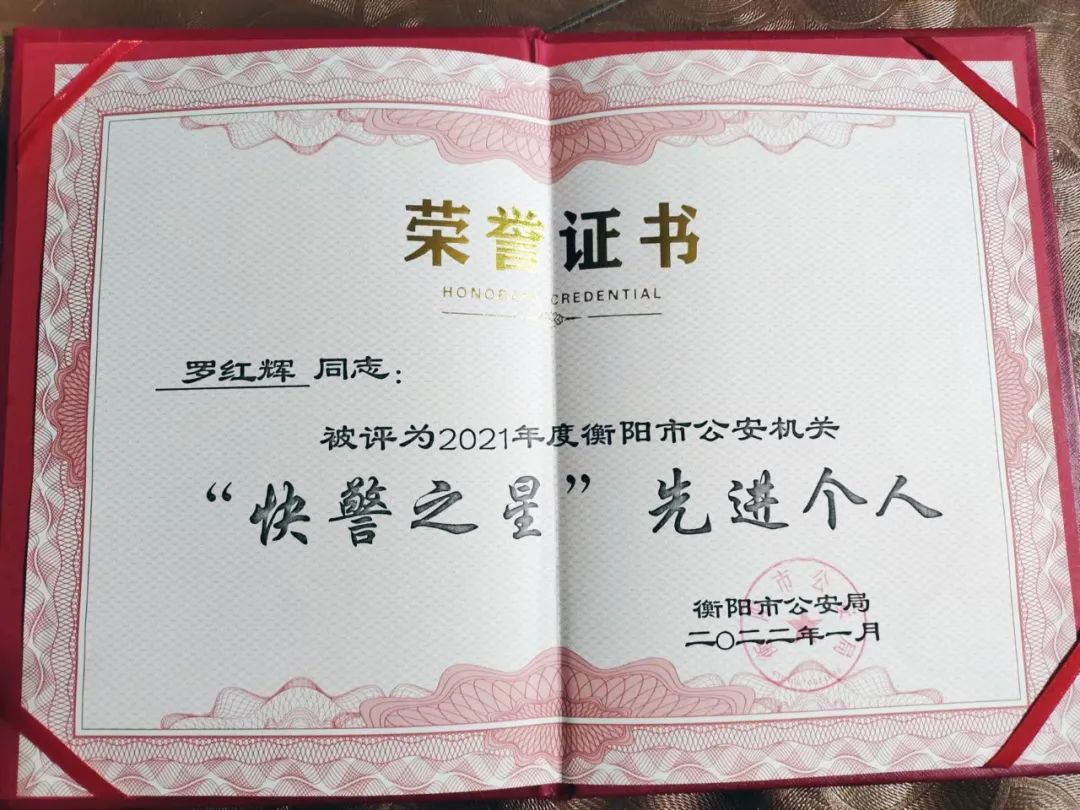 荣誉证书
HONORARY CREDENTIAL
罗红辉 同志：
被评为2021年度衡阳市公安机关
“快警之星”先进个人
衡阳市公安局
二〇二二年一月